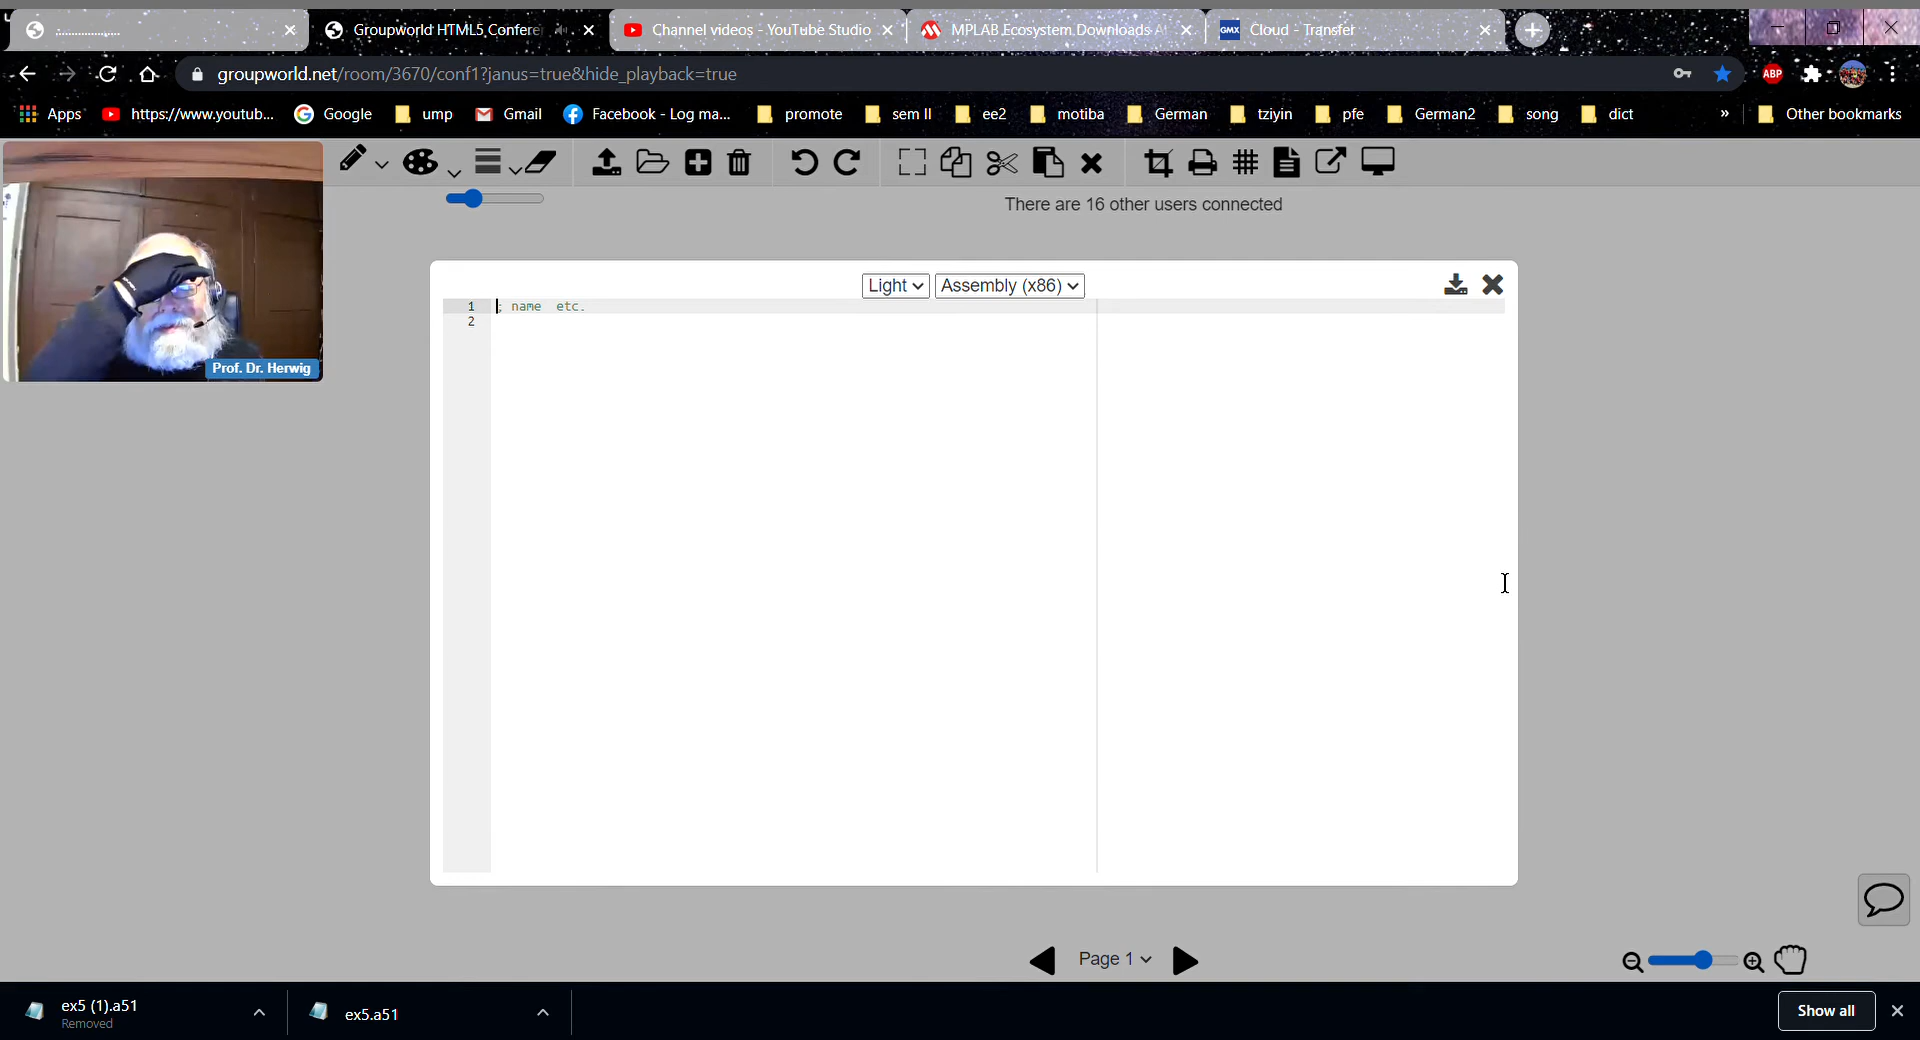 ....................
Groupworld HTML5 Confere
Channel videos - YouTube Studio
MPLAB Ecosystem Downloads A
GMX
Cloud - Transfer
groupworld.net/room/3670/conf1?janus=true&hide_playback=true
ABP
Apps
https://www.youtub...
Google
ump
Gmail
Facebook - Log ma...
promote
sem II
ee2
motiba
German
tziyin
pfe
German2
song
dict
»
Other bookmarks
There are 16 other users connected
Prof. Dr. Herwig
Light
Assembly (x86)
1 ; name  etc.
2
Page 1
ex5 (1).a51
Removed
ex5.a51
Show all